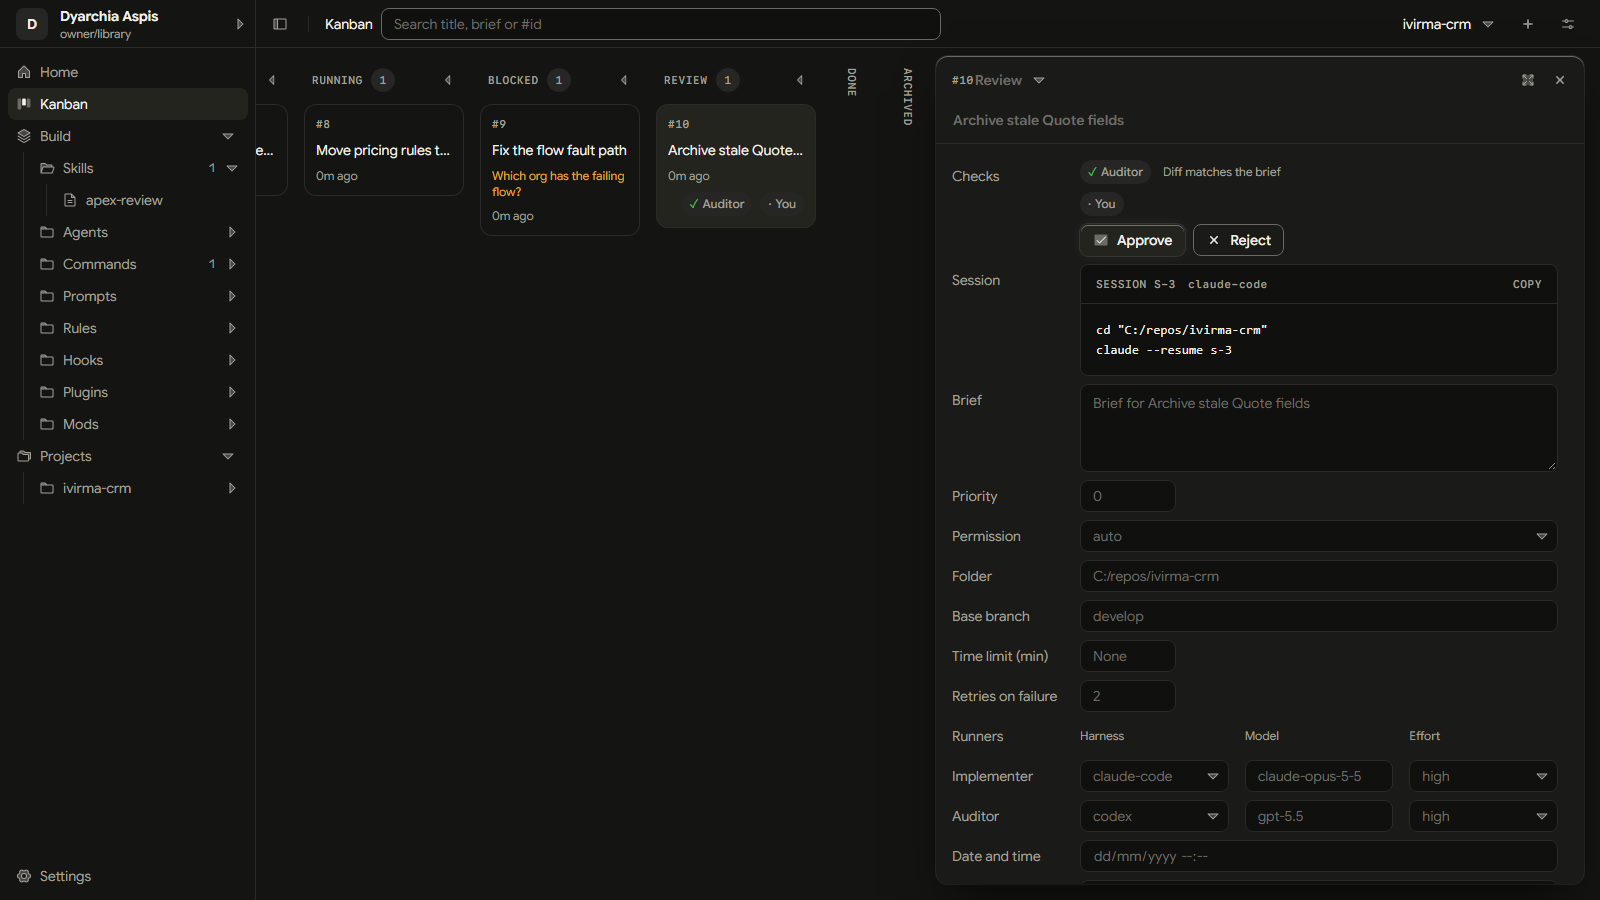 D
Dyarchia Aspis
owner/library
Home
Kanban
Build
Skills 1
apex-review
Agents
Commands 1
Prompts
Rules
Hooks
Plugins
Mods
Projects
ivirma-crm
Settings
Kanban
Search title, brief or #id
ivirma-crm
e...
RUNNING 1
#8
Move pricing rules t...
0m ago
BLOCKED 1
#9
Fix the flow fault path
Which org has the failing
flow?
0m ago
REVIEW 1
#10
Archive stale Quote...
0m ago
✓ Auditor · You
DONE
ARCHIVED
#10 Review
Archive stale Quote fields
Checks
✓ Auditor Diff matches the brief
· You
Approve
Reject
Session
SESSION S-3 claude-code COPY
cd "C:/repos/ivirma-crm"
claude --resume s-3
Brief
Brief for Archive stale Quote fields
Priority 0
Permission auto
Folder C:/repos/ivirma-crm
Base branch develop
Time limit (min) None
Retries on failure 2
Runners Harness Model Effort
Implementer claude-code claude-opus-5-5 high
Auditor codex gpt-5.5 high
Date and time dd/mm/yyyy --:--